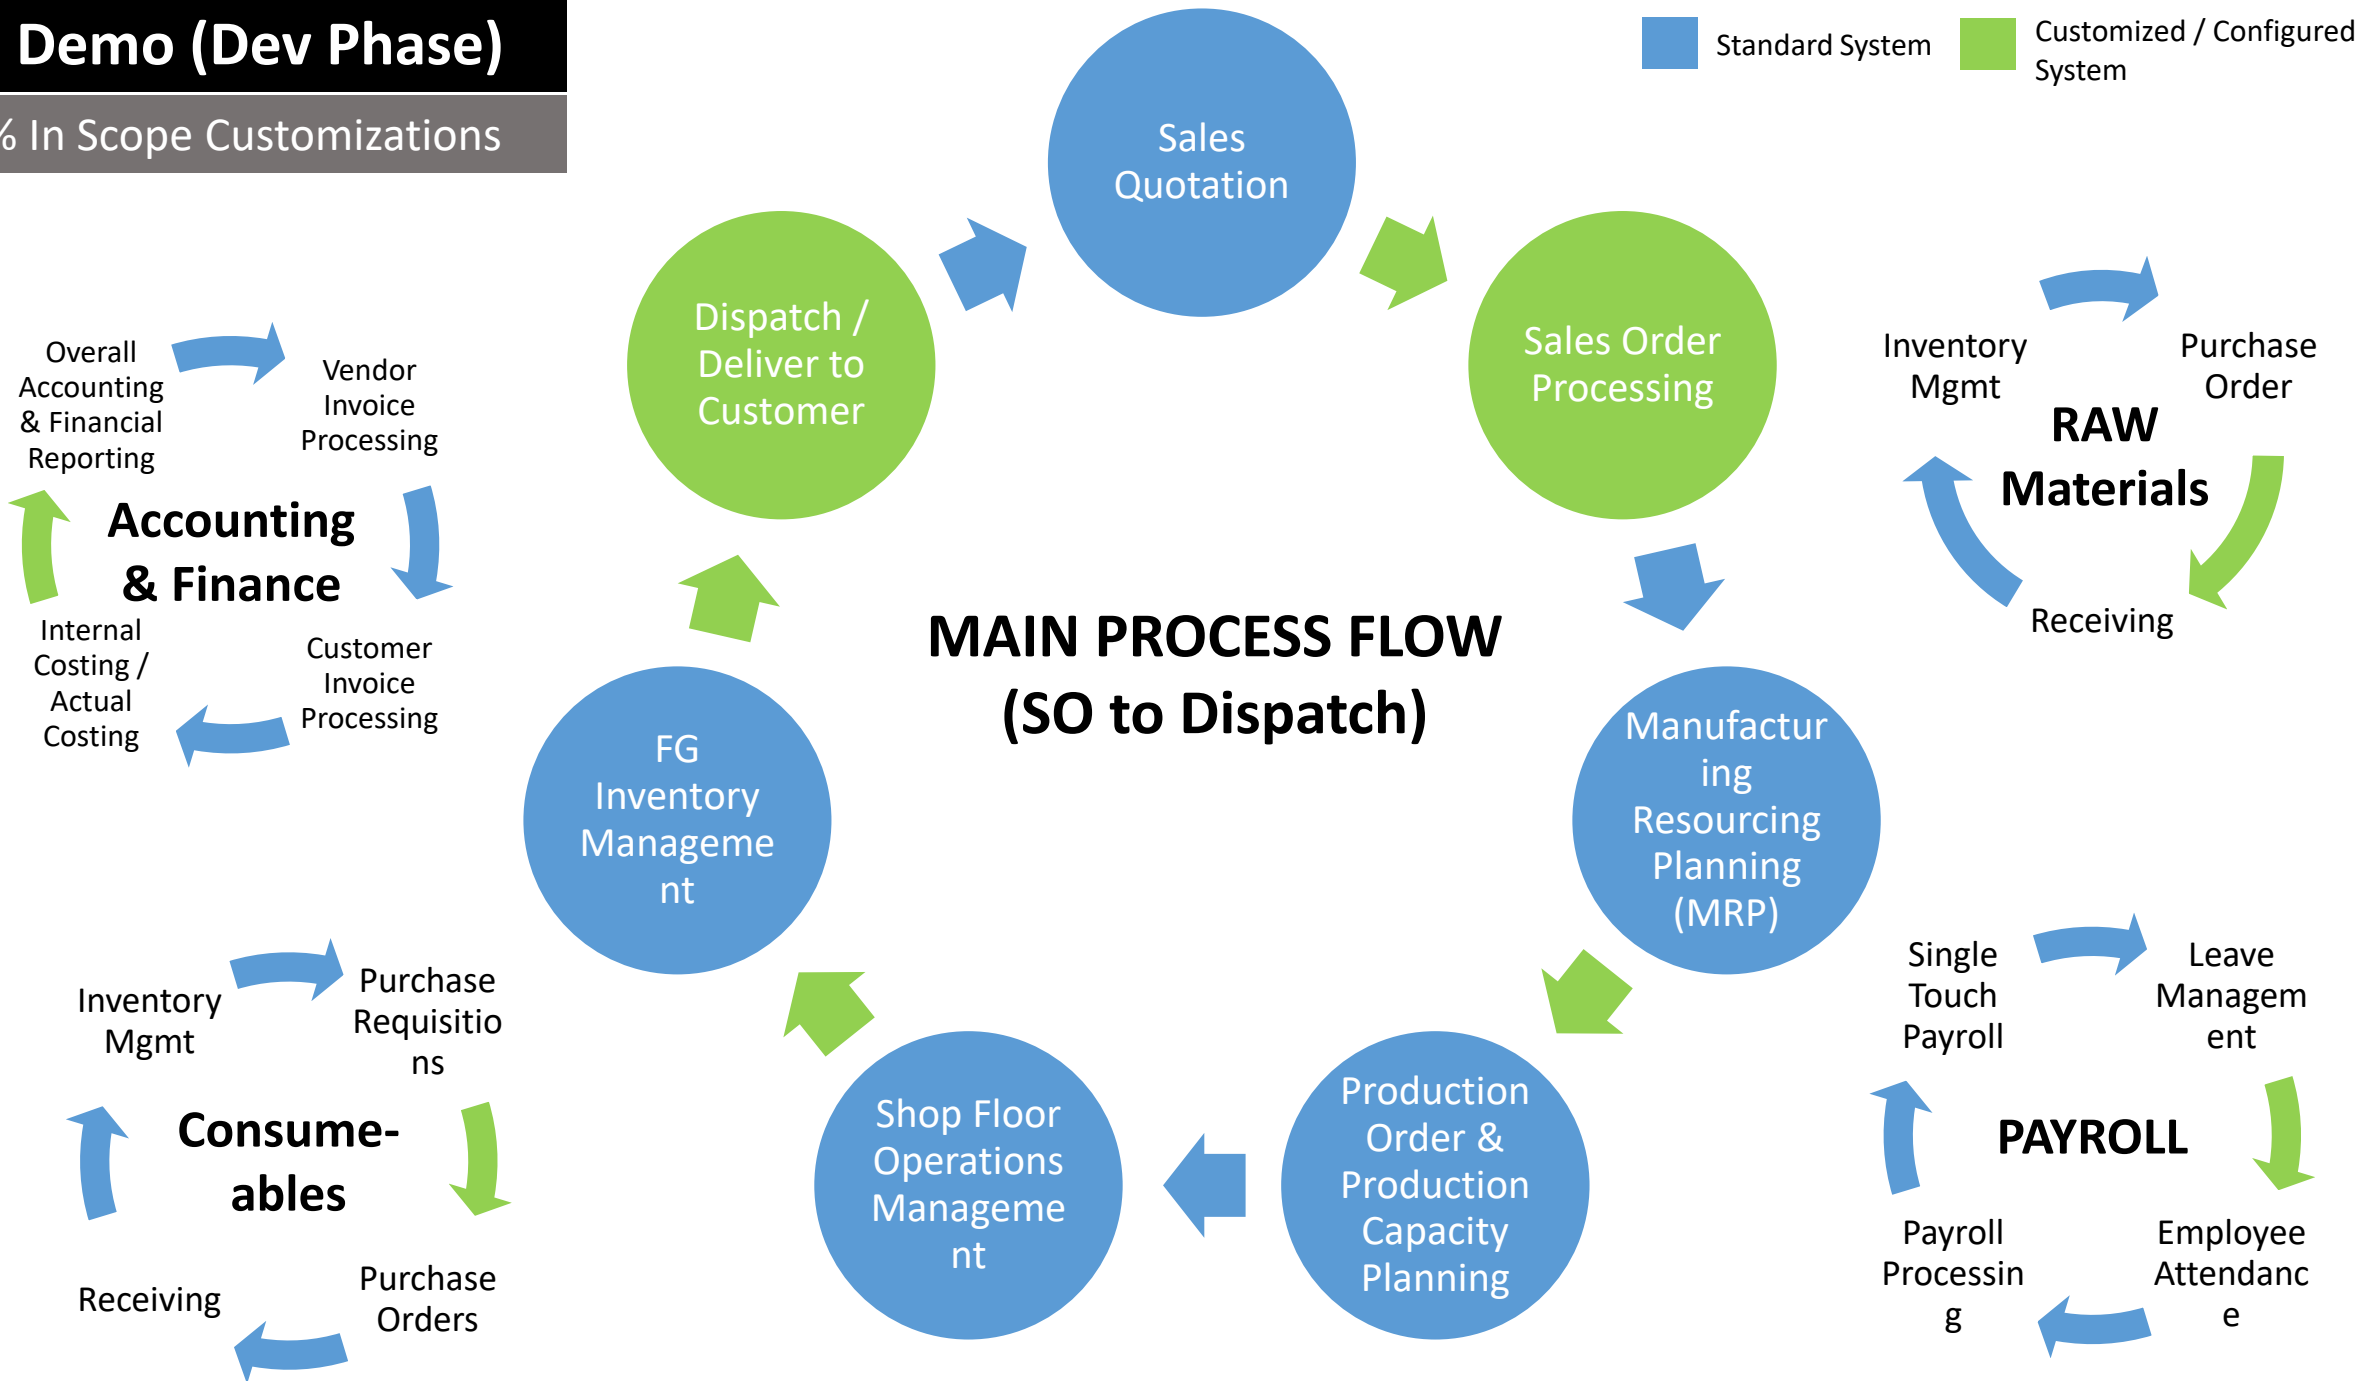 Demo (Dev Phase)
% In Scope Customizations
Standard System
Customized / Configured
System
Sales
Quotation
Sales Order
Processing
Manufactur
ing
Resourcing
Planning
(MRP)
Production
Order &
Production
Capacity
Planning
Shop Floor
Operations
Manageme
nt
FG
Inventory
Manageme
nt
Dispatch /
Deliver to
Customer
MAIN PROCESS FLOW
(SO to Dispatch)
Overall
Accounting
& Financial
Reporting
Vendor
Invoice
Processing
Accounting
& Finance
Internal
Costing /
Actual
Costing
Customer
Invoice
Processing
Inventory
Mgmt
Purchase
Order
RAW
Materials
Receiving
Inventory
Mgmt
Purchase
Requisitio
ns
Consume-
ables
Receiving
Purchase
Orders
Single
Touch
Payroll
Leave
Managem
ent
PAYROLL
Payroll
Processin
g
Employee
Attendanc
e